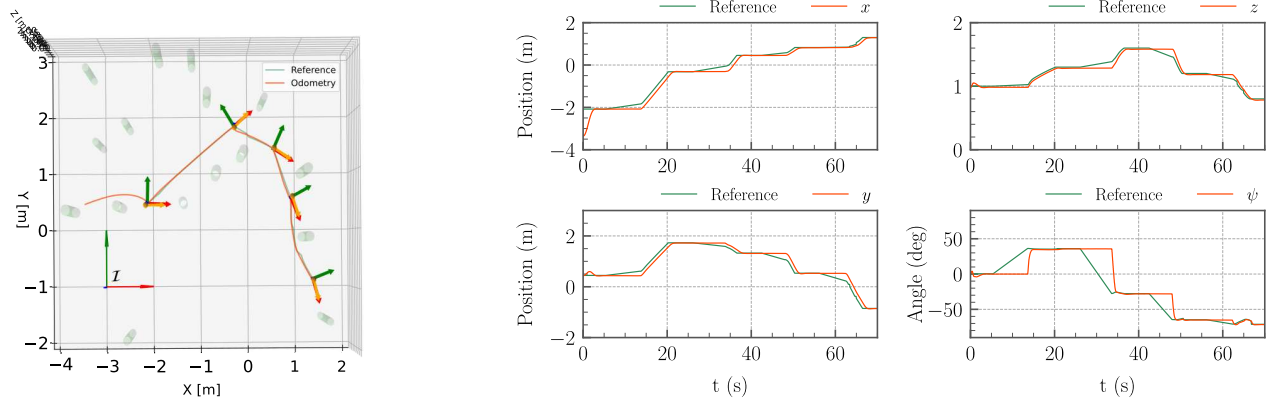 Z [m]
Reference
Odometry
3
2
1
0
−1
−2
Y [m]
I
−4 −3 −2 −1 0 1 2
X [m]
Reference x
Position (m)
2
0
−2
−4
0 20 40 60
Reference z
2
1
0
0 20 40 60
Reference y
Position (m)
2
0
−2
0 20 40 60
t (s)
Reference ψ
Angle (deg)
50
0
−50
0 20 40 60
t (s)